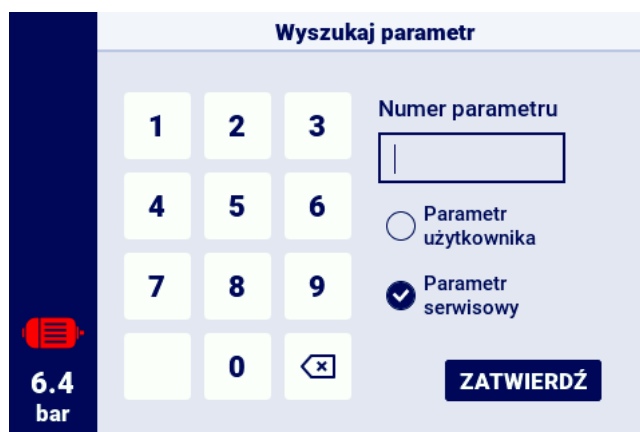 Wyszukaj parametr
1 2 3
4 5 6
7 8 9
0
Numer parametru
Parametr
użytkownika
Parametr
serwisowy
ZATWIERDŹ
6.4
bar